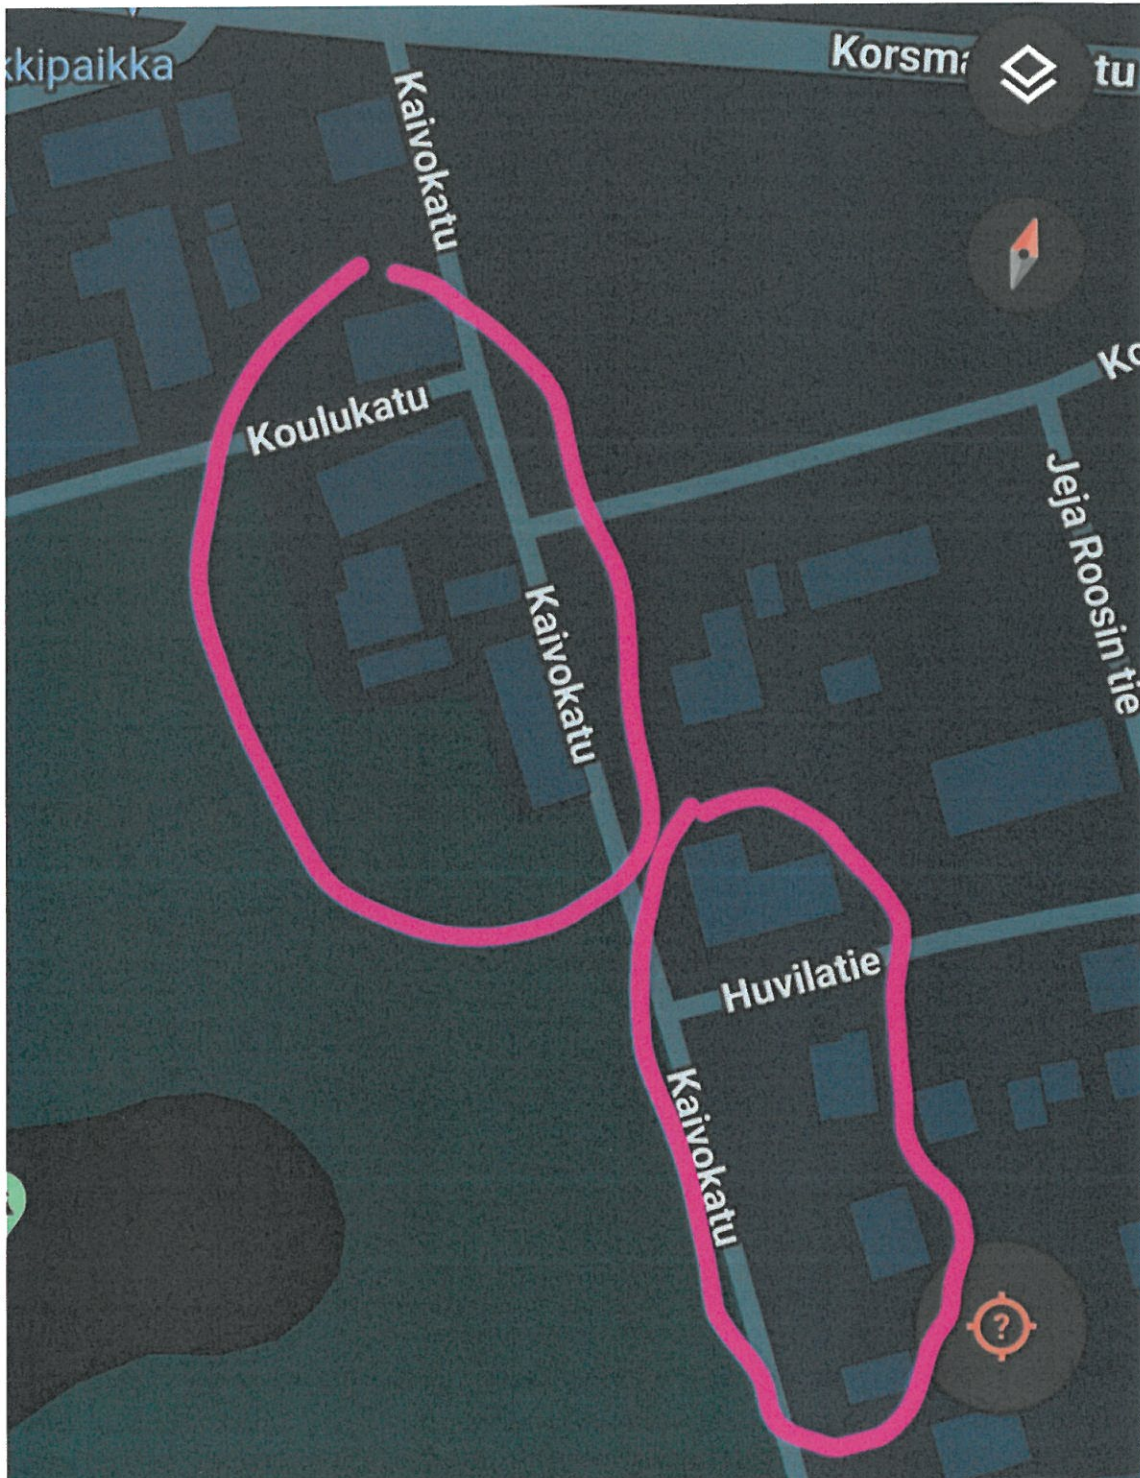 kkipaikka
Korsma
tu
Kaivokatu
Ko
Koulukatu
Jeja Roosin tie
Kaivokatu
Huvilatie
Kaivokatu
?